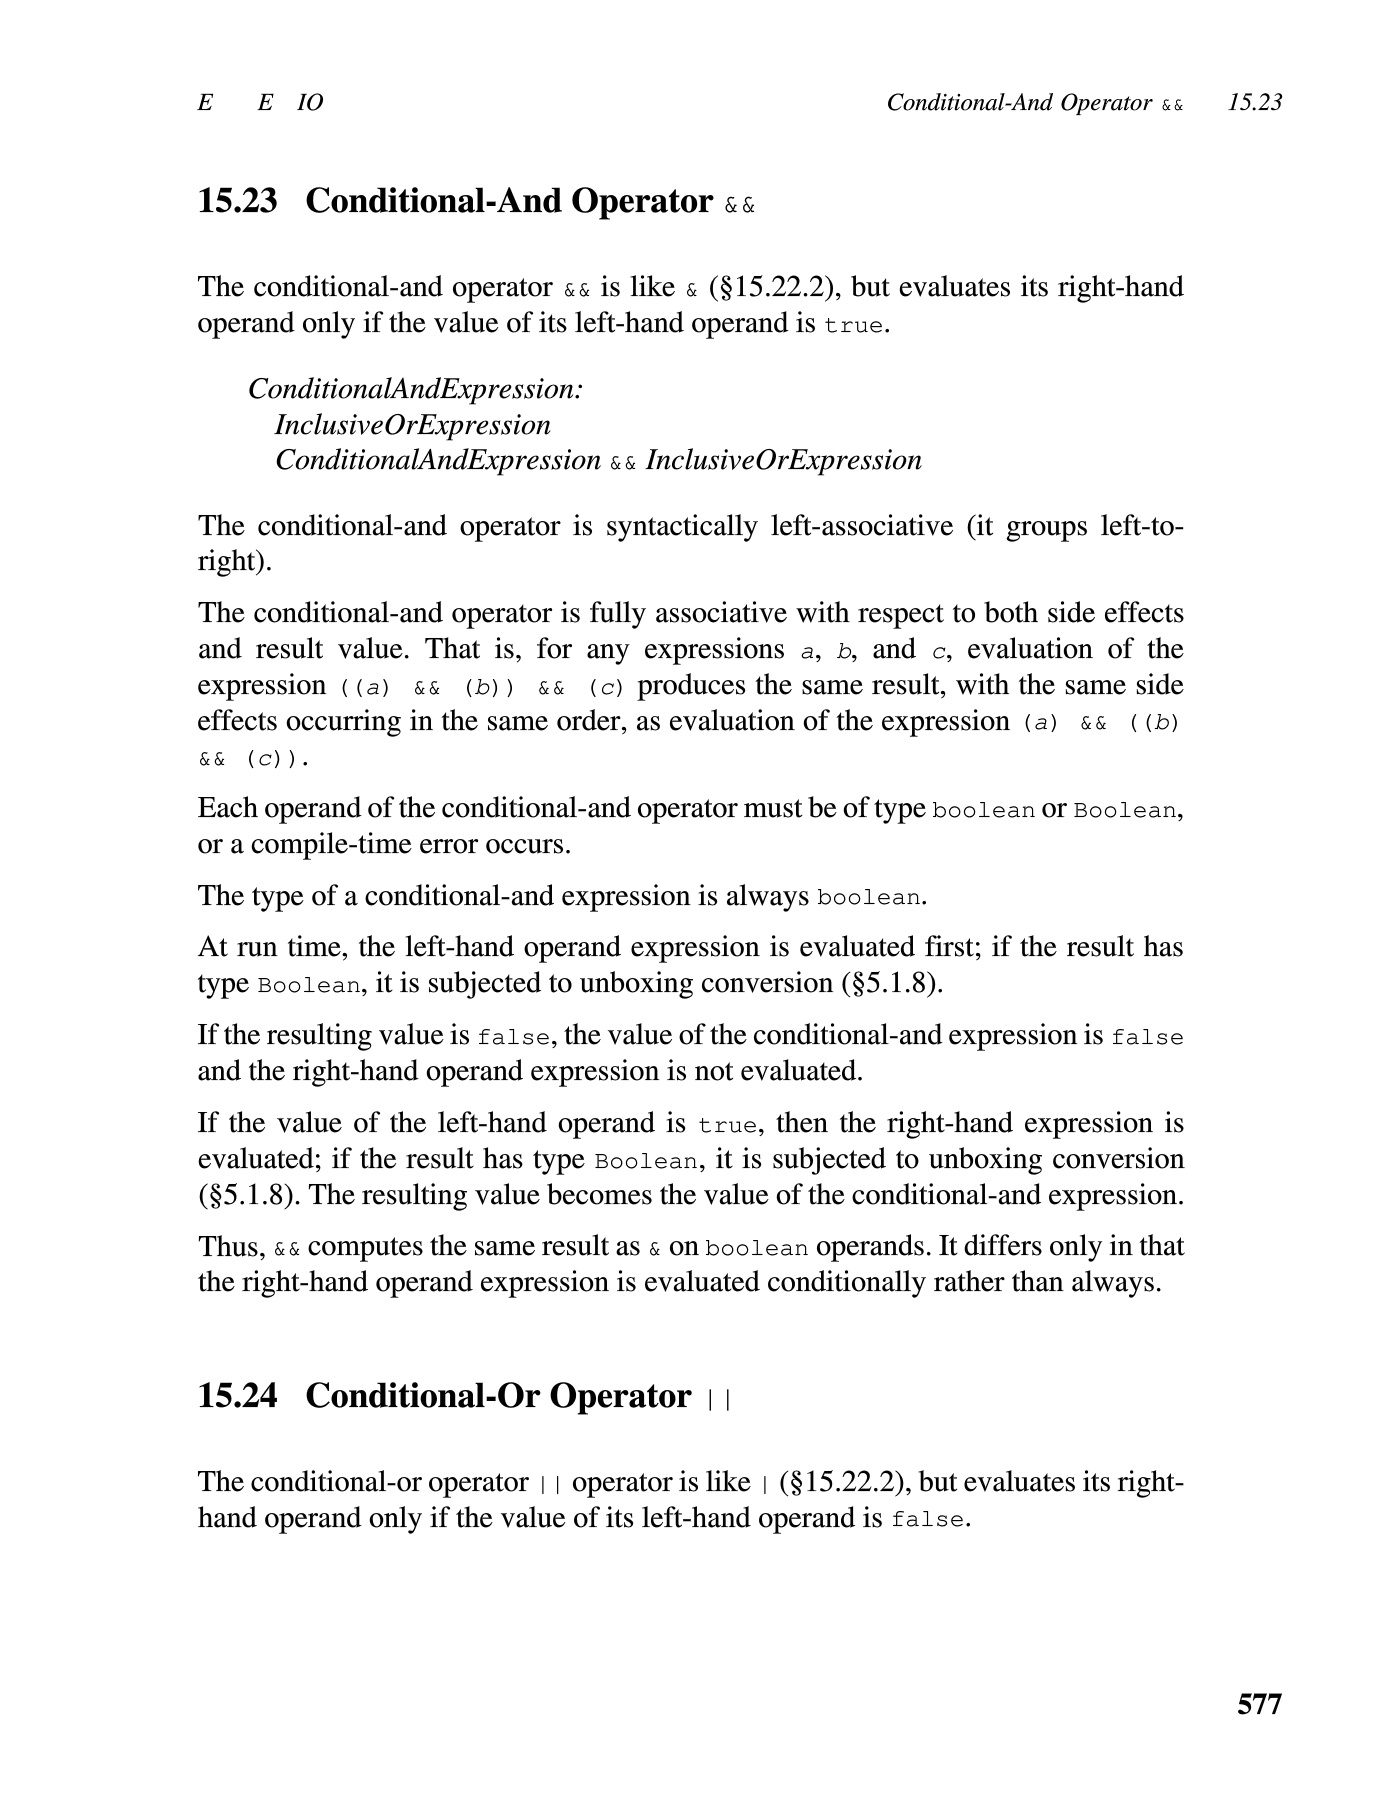 E E IO Conditional-And Operator && 15.23
15.23 Conditional-And Operator &&
The conditional-and operator && is like & (§15.22.2), but evaluates its right-hand
operand only if the value of its left-hand operand is true.
ConditionalAndExpression:
InclusiveOrExpression
ConditionalAndExpression && InclusiveOrExpression
The conditional-and operator is syntactically left-associative (it groups left-to-
right).
The conditional-and operator is fully associative with respect to both side effects
and result value. That is, for any expressions a, b, and c, evaluation of the
expression ((a) && (b)) && (c) produces the same result, with the same side
effects occurring in the same order, as evaluation of the expression (a) && ((b)
&& (c)).
Each operand of the conditional-and operator must be of type boolean or Boolean,
or a compile-time error occurs.
The type of a conditional-and expression is always boolean.
At run time, the left-hand operand expression is evaluated first; if the result has
type Boolean, it is subjected to unboxing conversion (§5.1.8).
If the resulting value is false, the value of the conditional-and expression is false
and the right-hand operand expression is not evaluated.
If the value of the left-hand operand is true, then the right-hand expression is
evaluated; if the result has type Boolean, it is subjected to unboxing conversion
(§5.1.8). The resulting value becomes the value of the conditional-and expression.
Thus, && computes the same result as & on boolean operands. It differs only in that
the right-hand operand expression is evaluated conditionally rather than always.
15.24 Conditional-Or Operator ||
The conditional-or operator || operator is like | (§15.22.2), but evaluates its right-
hand operand only if the value of its left-hand operand is false.
577